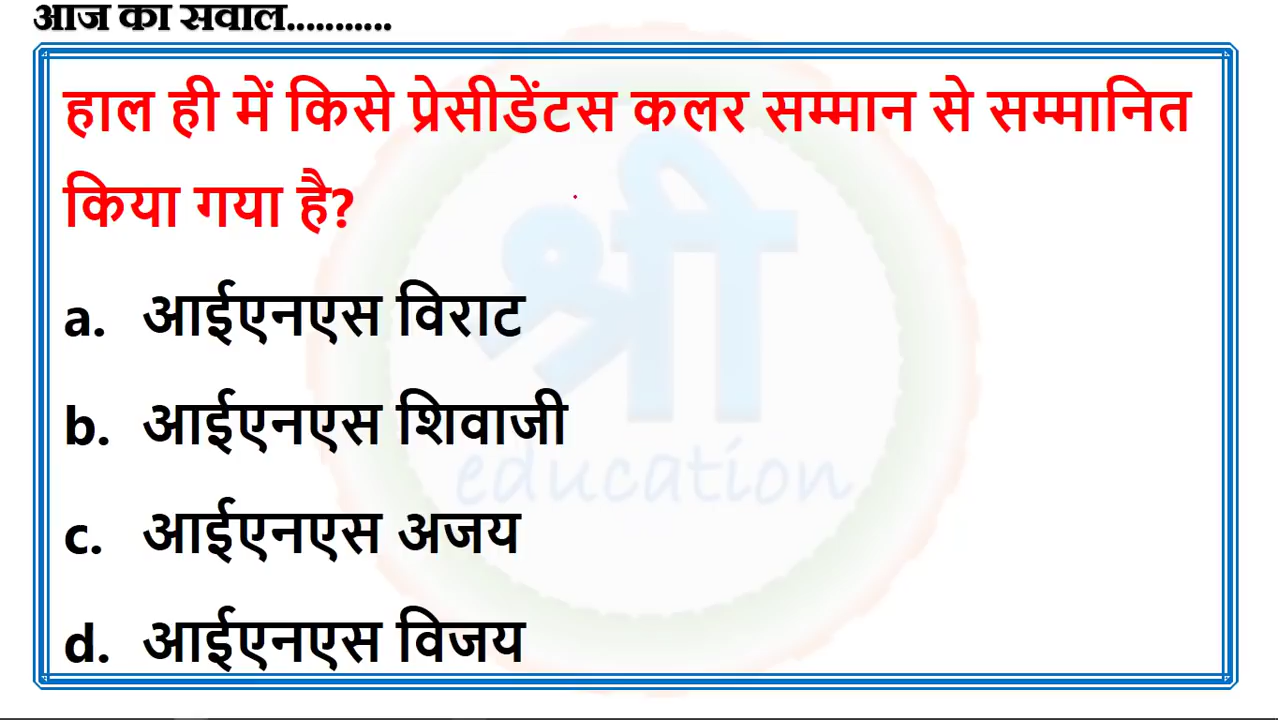 आज का सवाल...........
हाल ही में किसे प्रेसीडेंटस कलर सम्मान से सम्मानित
किया गया है?
a. आईएनएस विराट
b. आईएनएस शिवाजी
c. आईएनएस अजय
d. आईएनएस विजय
श्री
education